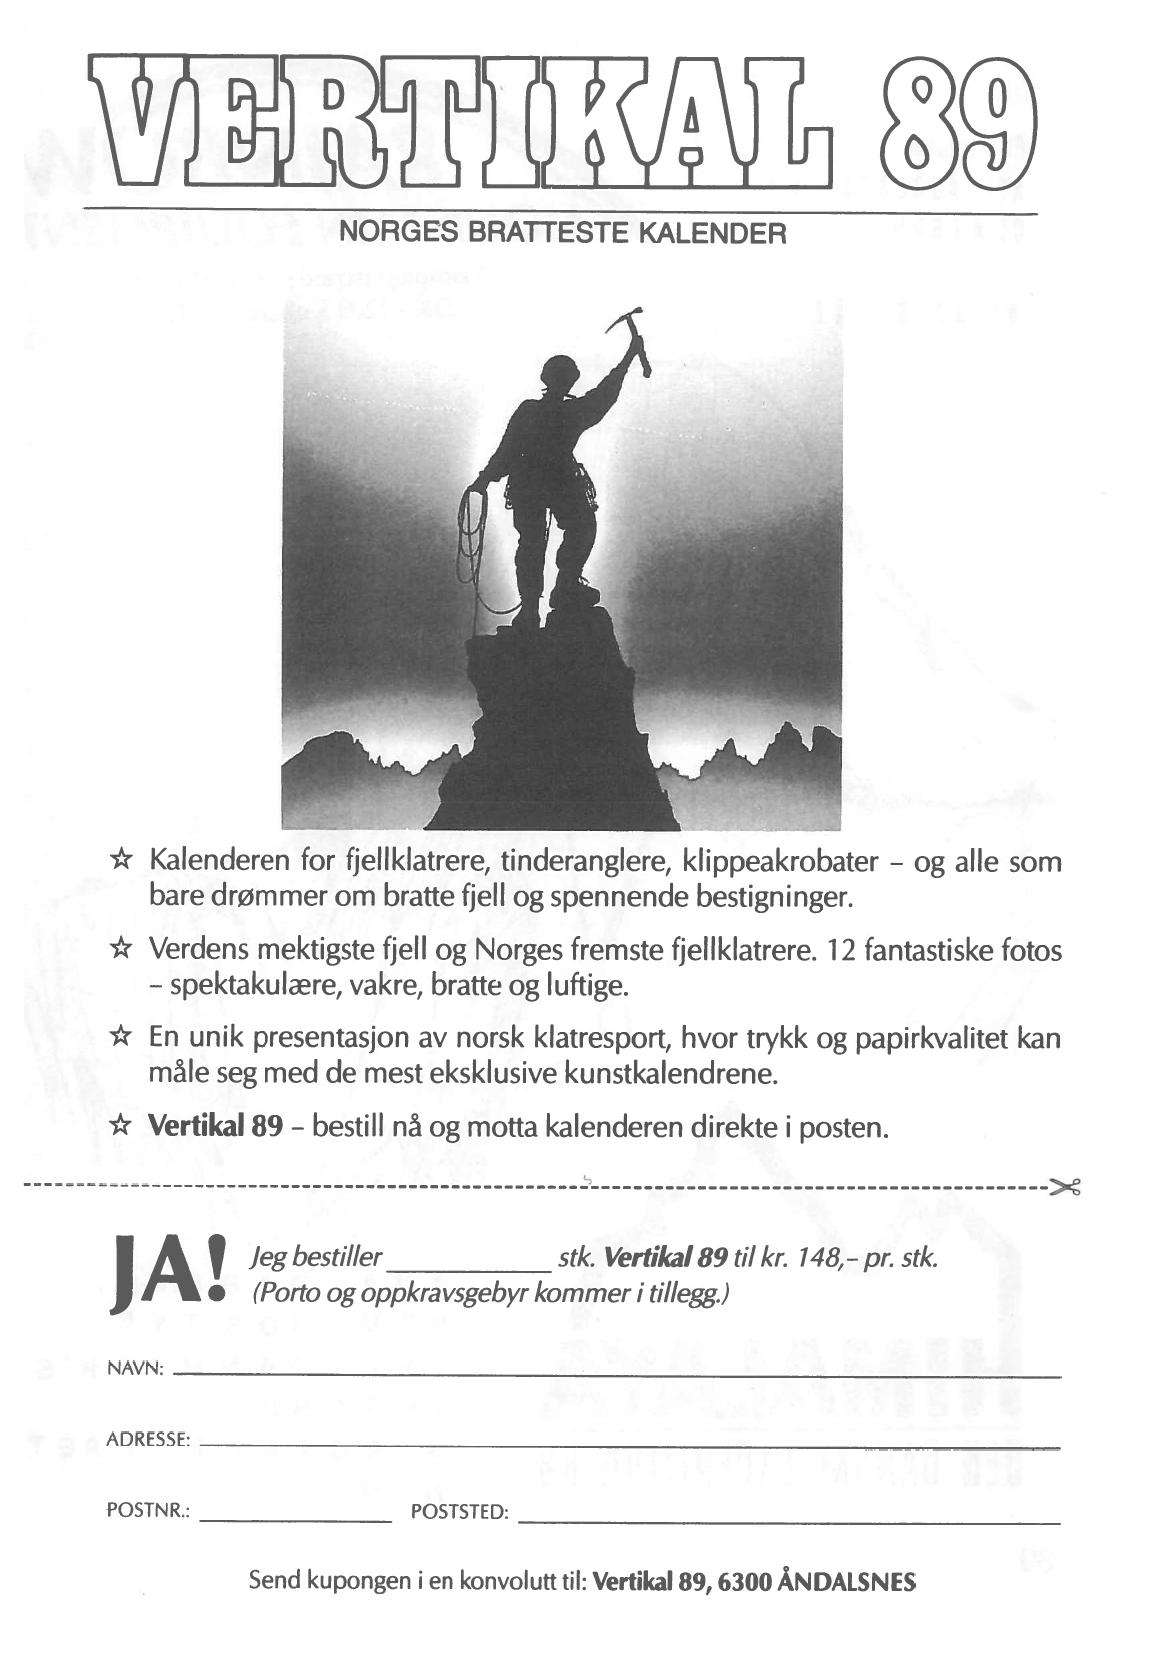 VERTIKAL 89
NORGES BRATTESTE KALENDER
☆ Kalenderen for fjellklatrere, tinderanglere, klippeakrobater – og alle som
bare drømmer om bratte fjell og spennende bestigninger.
☆ Verdens mektigste fjell og Norges fremste fjellklatrere. 12 fantastiske fotos
– spektakulære, vakre, bratte og luftige.
☆ En unik presentasjon av norsk klatresport, hvor trykk og papirkvalitet kan
måle seg med de mest eksklusive kunstkalendrene.
☆ Vertikal 89 – bestill nå og motta kalenderen direkte i posten.
JA! Jeg bestiller ____________ stk. Vertikal 89 til kr. 148,– pr. stk.
(Porto og oppkravsgebyr kommer i tillegg.)
NAVN:
ADRESSE:
POSTNR.: POSTSTED:
Send kupongen i en konvolutt til: Vertikal 89, 6300 ÅNDALSNES